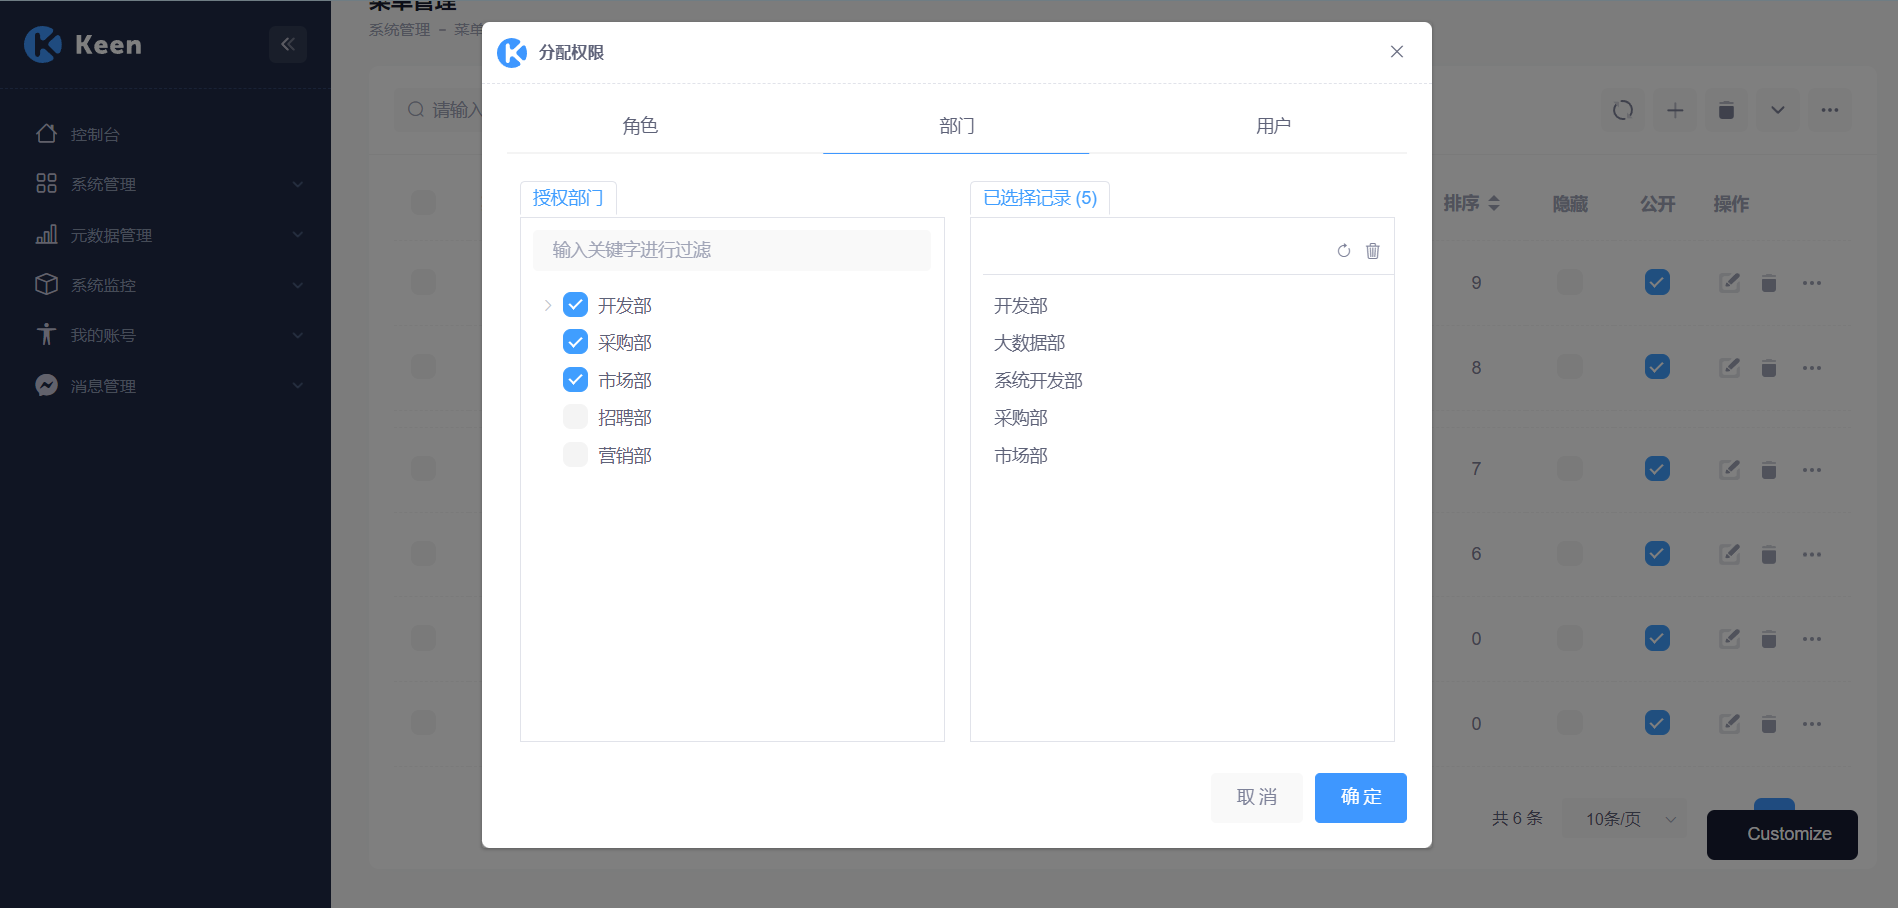 Keen
控制台
系统管理
元数据管理
系统监控
我的账号
消息管理
菜单管理
系统管理 - 菜单
请输入
分配权限
角色
部门
用户
授权部门
输入关键字进行过滤
开发部
采购部
市场部
招聘部
营销部
已选择记录 (5)
开发部
大数据部
系统开发部
采购部
市场部
取消
确定
排序
隐藏
公开
操作
9
8
7
6
0
0
共 6 条
10条/页
Customize